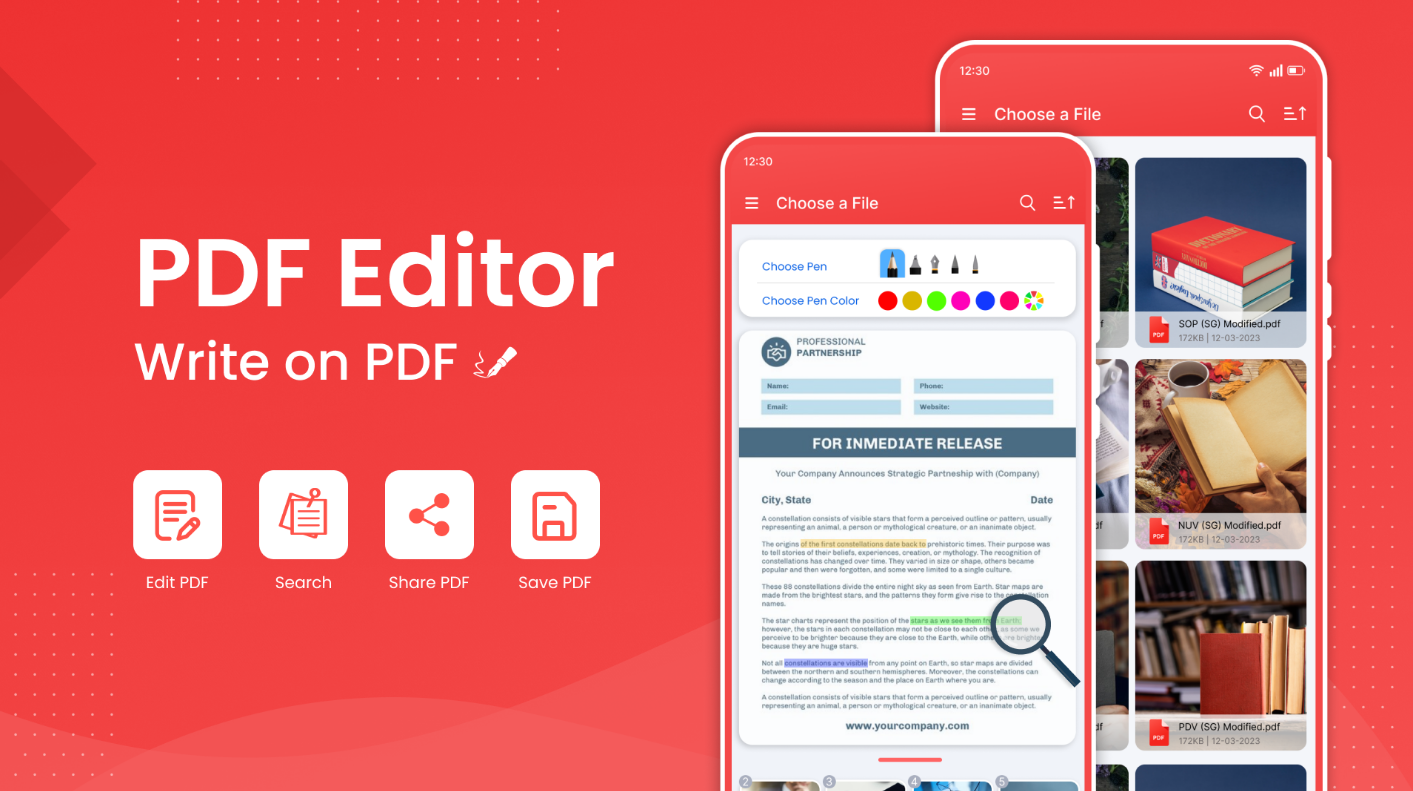 PDF Editor
Write on PDF
Edit PDF
Search
Share PDF
Save PDF
12:30
Choose a File
Choose Pen
Choose Pen Color
PROFESSIONAL
PARTNERSHIP
Name:
Phone:
Email:
Website:
FOR INMEDIATE RELEASE
Your Company Announces Strategic Partneship with (Company)
City, State
Date
A constellation consists of visible stars that form a perceived outline or pattern, usually
representing an animal, a person or mythological creature, or an inanimate object.
The origins of the first constellations date back to prehistoric times. Their purpose was
to tell stories of their beliefs, experiences, creation, or mythology. The recognition of
constellations has changed over time. They varied in size or shape, others became
popular and then were forgotten, and some were limited to a single culture.
These 88 constellations divide the entire night sky as seen from Earth. Star maps are
made from the brightest stars, and the patterns they form give rise to the constellation
names.
The star charts represent the position of the stars as we see them from Earth;
however, the stars in each constellation may not be close to each other, as some we
perceive to be brighter because they are close to the Earth, while others are brighter
because they are huge stars.
Not all constellations are visible from any point on Earth, so star maps are divided
between the northern and southern hemispheres. Moreover, the constellations can
change according to the season and the place on Earth where you are.
A constellation consists of visible stars that form a perceived outline or pattern, usually
representing an animal, a person or mythological creature, or an inanimate object.
www.yourcompany.com
2
3
4
5
12:30
Choose a File
DICTIONARY
PDF
SOP (SG) Modified.pdf
172KB | 12-03-2023
PDF
NUV (SG) Modified.pdf
172KB | 12-03-2023
PDF
PDV (SG) Modified.pdf
172KB | 12-03-2023